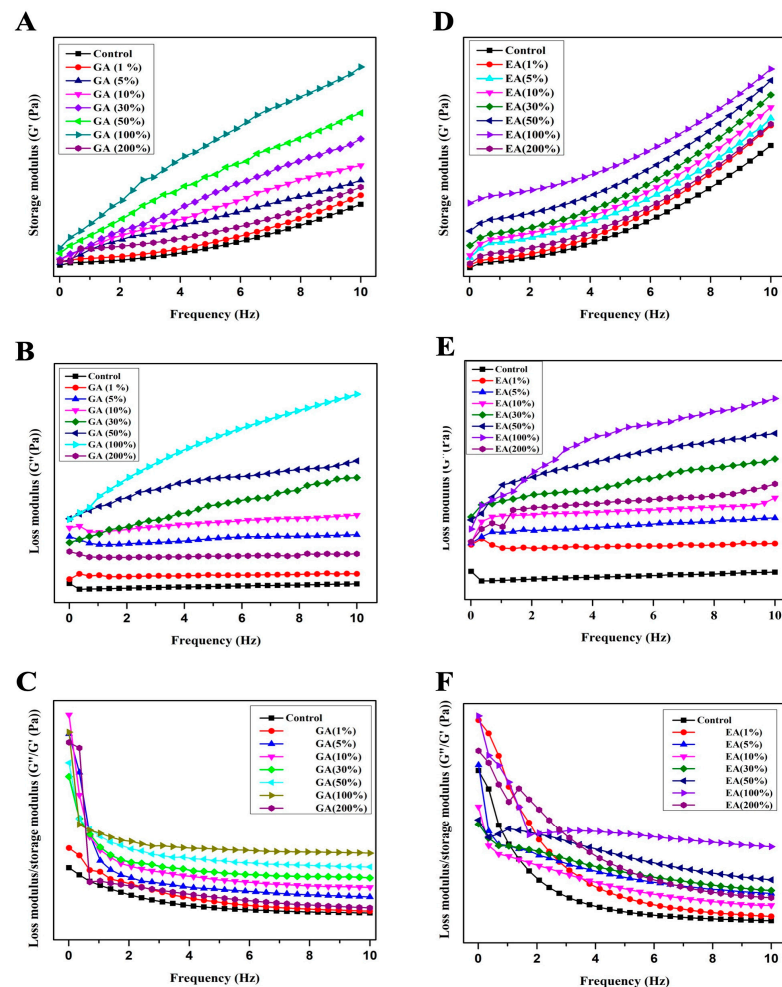 A
Storage modulus (G' (Pa))
Control
GA (1 %)
GA (5%)
GA (10%)
GA (30%)
GA (50%)
GA (100%)
GA (200%)
0 2 4 6 8 10
Frequency (Hz)
D
Storage modulus (G' (Pa))
Control
EA(1%)
EA(5%)
EA(10%)
EA(30%)
EA(50%)
EA(100%)
EA(200%)
0 2 4 6 8 10
Frequency (Hz)
B
Loss modulus (G''(Pa))
Control
GA (1 %)
GA (5%)
GA (10%)
GA (30%)
GA (50%)
GA (100%)
GA (200%)
0 2 4 6 8 10
Frequency (Hz)
E
Loss modulus (Pa))
Control
EA(1%)
EA(5%)
EA(10%)
EA(30%)
EA(50%)
EA(100%)
EA(200%)
0 2 4 6 8 10
Frequency (Hz)
C
Loss modulus/storage modulus (G''/G' (Pa))
Control
GA(1%)
GA(5%)
GA(10%)
GA(30%)
GA(50%)
GA(100%)
GA(200%)
0 2 4 6 8 10
Frequency (Hz)
F
Loss modulus/storage modulus (G''/G' (Pa))
Control
EA(1%)
EA(5%)
EA(10%)
EA(30%)
EA(50%)
EA(100%)
EA(200%)
0 2 4 6 8 10
Frequency (Hz)